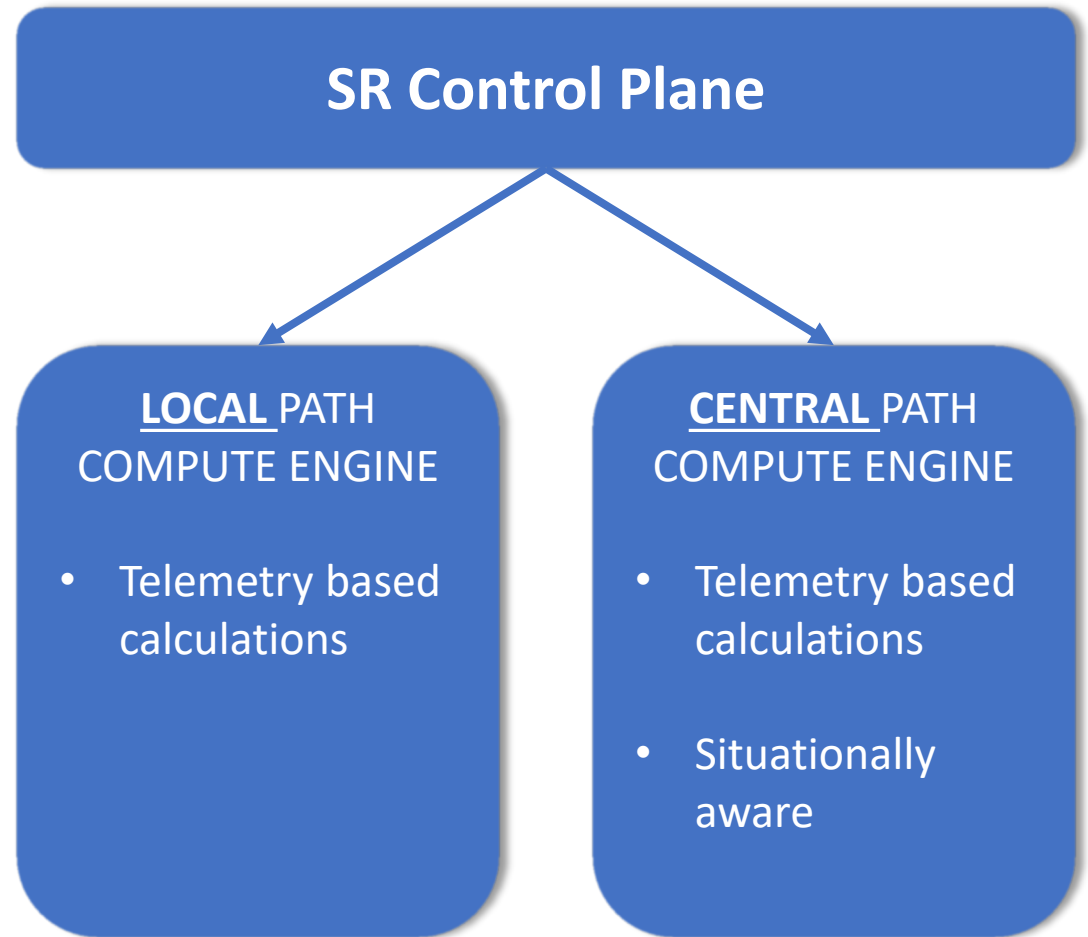 SR Control Plane
LOCAL PATH
COMPUTE ENGINE
• Telemetry based
calculations
CENTRAL PATH
COMPUTE ENGINE
• Telemetry based
calculations
• Situationally
aware